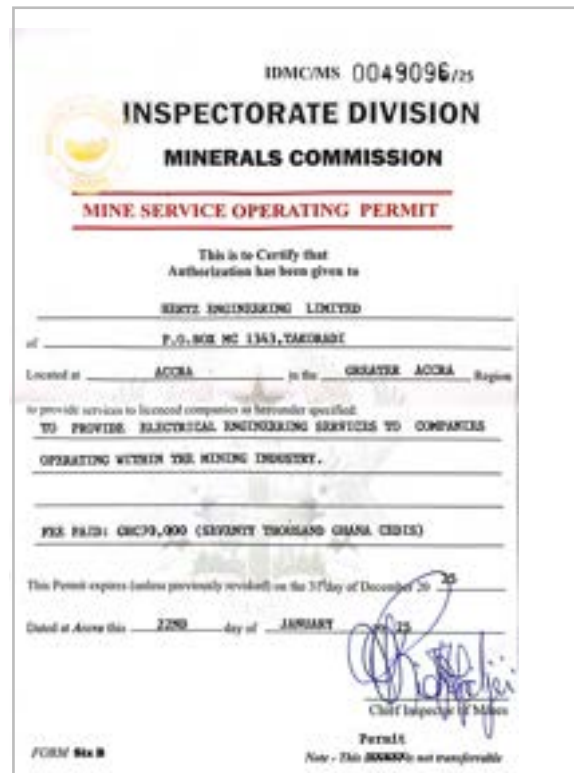 IDMC/MS 0049096/25
INSPECTORATE DIVISION
MINERALS COMMISSION
MINE SERVICE OPERATING PERMIT
This is to Certify that
Authorization has been given to
HERTZ ENGINEERING LIMITED
of P.O.BOX MC 1343,TAKORADI
Located at ACCRA in the GREATER ACCRA Region
to provide services to licenced companies as hereunder specified:
TO PROVIDE ELECTRICAL ENGINEERING SERVICES TO COMPANIES
OPERATING WITHIN THE MINING INDUSTRY.
FEE PAID: GHC70,000 (SEVENTY THOUSAND GHANA CEDIS)
This Permit expires (unless previously revoked) on the 31st day of December 20 25
Dated at Accra this 22ND day of JANUARY 25
Chief Inspector of Mines
Permit
FORM Six B
Note - This is not transferable